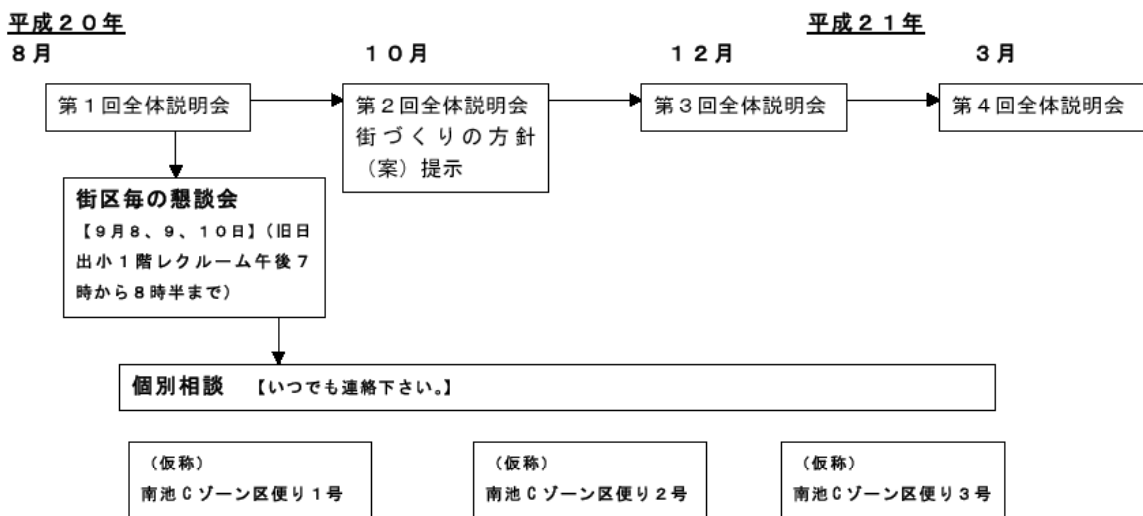 平成２０年
平成２１年
８月
１０月
１２月
３月
第１回全体説明会
第２回全体説明会
街づくりの方針
（案）提示
第３回全体説明会
第４回全体説明会
街区毎の懇談会
【９月８、９、１０日】（旧日
出小１階レクルーム午後７
時から８時半まで）
個別相談　【いつでも連絡下さい。】
（仮称）
南池Ｃゾーン区便り１号
（仮称）
南池Ｃゾーン区便り２号
（仮称）
南池Ｃゾーン区便り３号